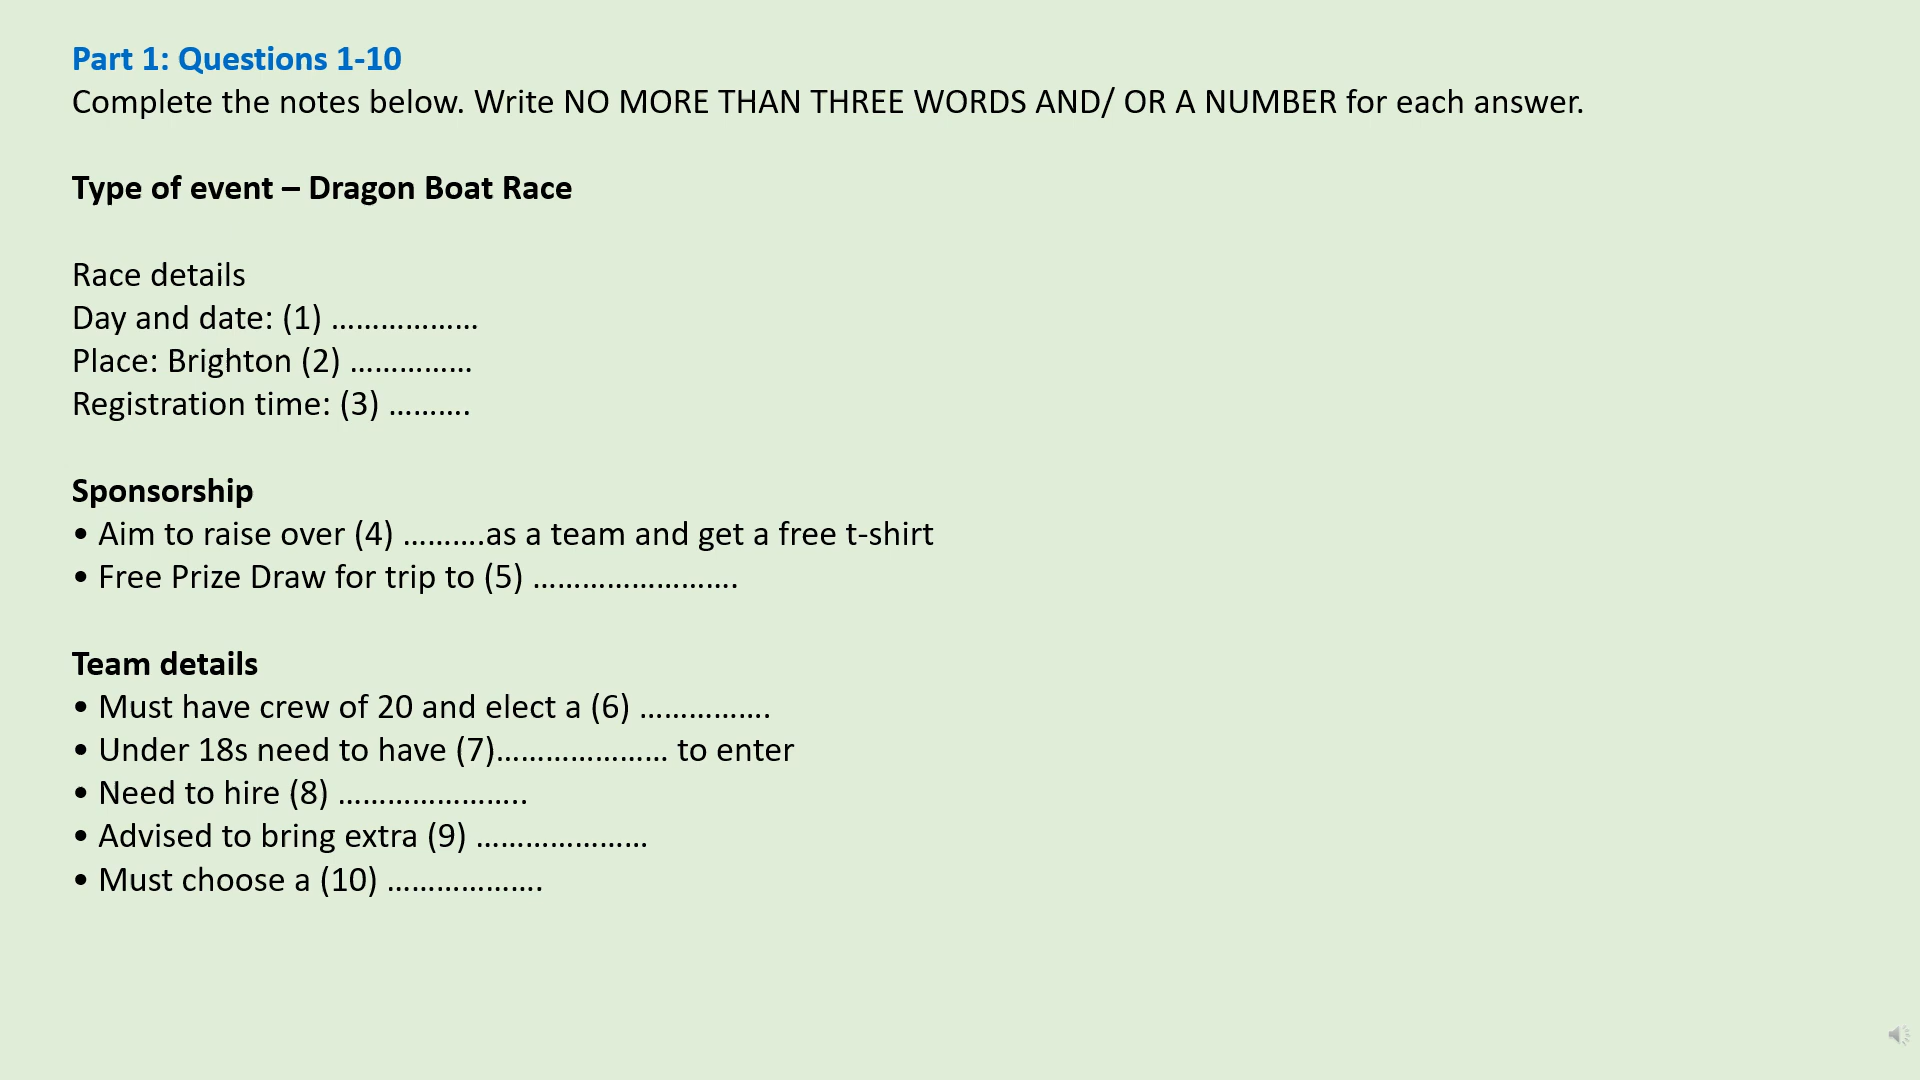 Part 1: Questions 1-10
Complete the notes below. Write NO MORE THAN THREE WORDS AND/ OR A NUMBER for each answer.
Type of event – Dragon Boat Race
Race details
Day and date: (1) ………………
Place: Brighton (2) ……………
Registration time: (3) ……….
Sponsorship
• Aim to raise over (4) ……….as a team and get a free t-shirt
• Free Prize Draw for trip to (5) …………………….
Team details
• Must have crew of 20 and elect a (6) …………….
• Under 18s need to have (7)………………… to enter
• Need to hire (8) …………………..
• Advised to bring extra (9) …………………
• Must choose a (10) ……………….